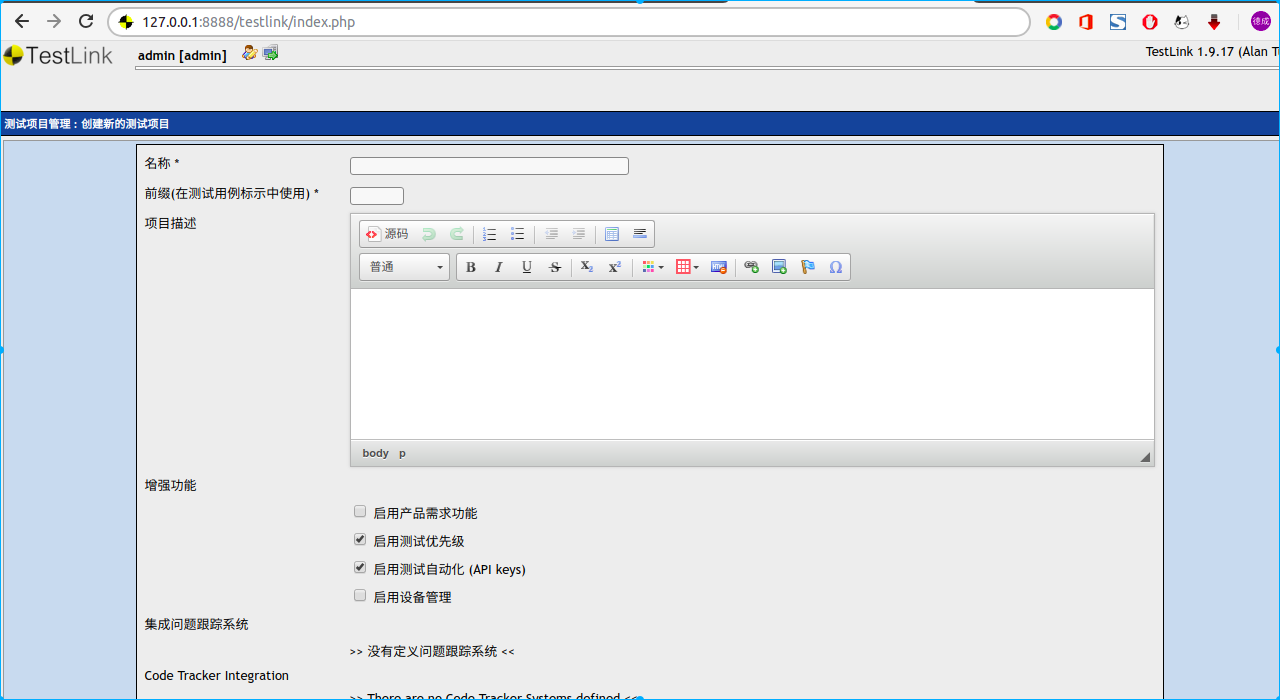 127.0.0.1:8888/testlink/index.php
德成
TestLink
admin [admin]
TestLink 1.9.17 (Alan T
测试项目管理 : 创建新的测试项目
名称 *
前缀(在测试用例标示中使用) *
项目描述
源码
普通
B I U S X2 X2 Ω
body p
增强功能
启用产品需求功能
启用测试优先级
启用测试自动化 (API keys)
启用设备管理
集成问题跟踪系统
>> 没有定义问题跟踪系统 <<
Code Tracker Integration
>> There are no Code Tracker Systems defined <<